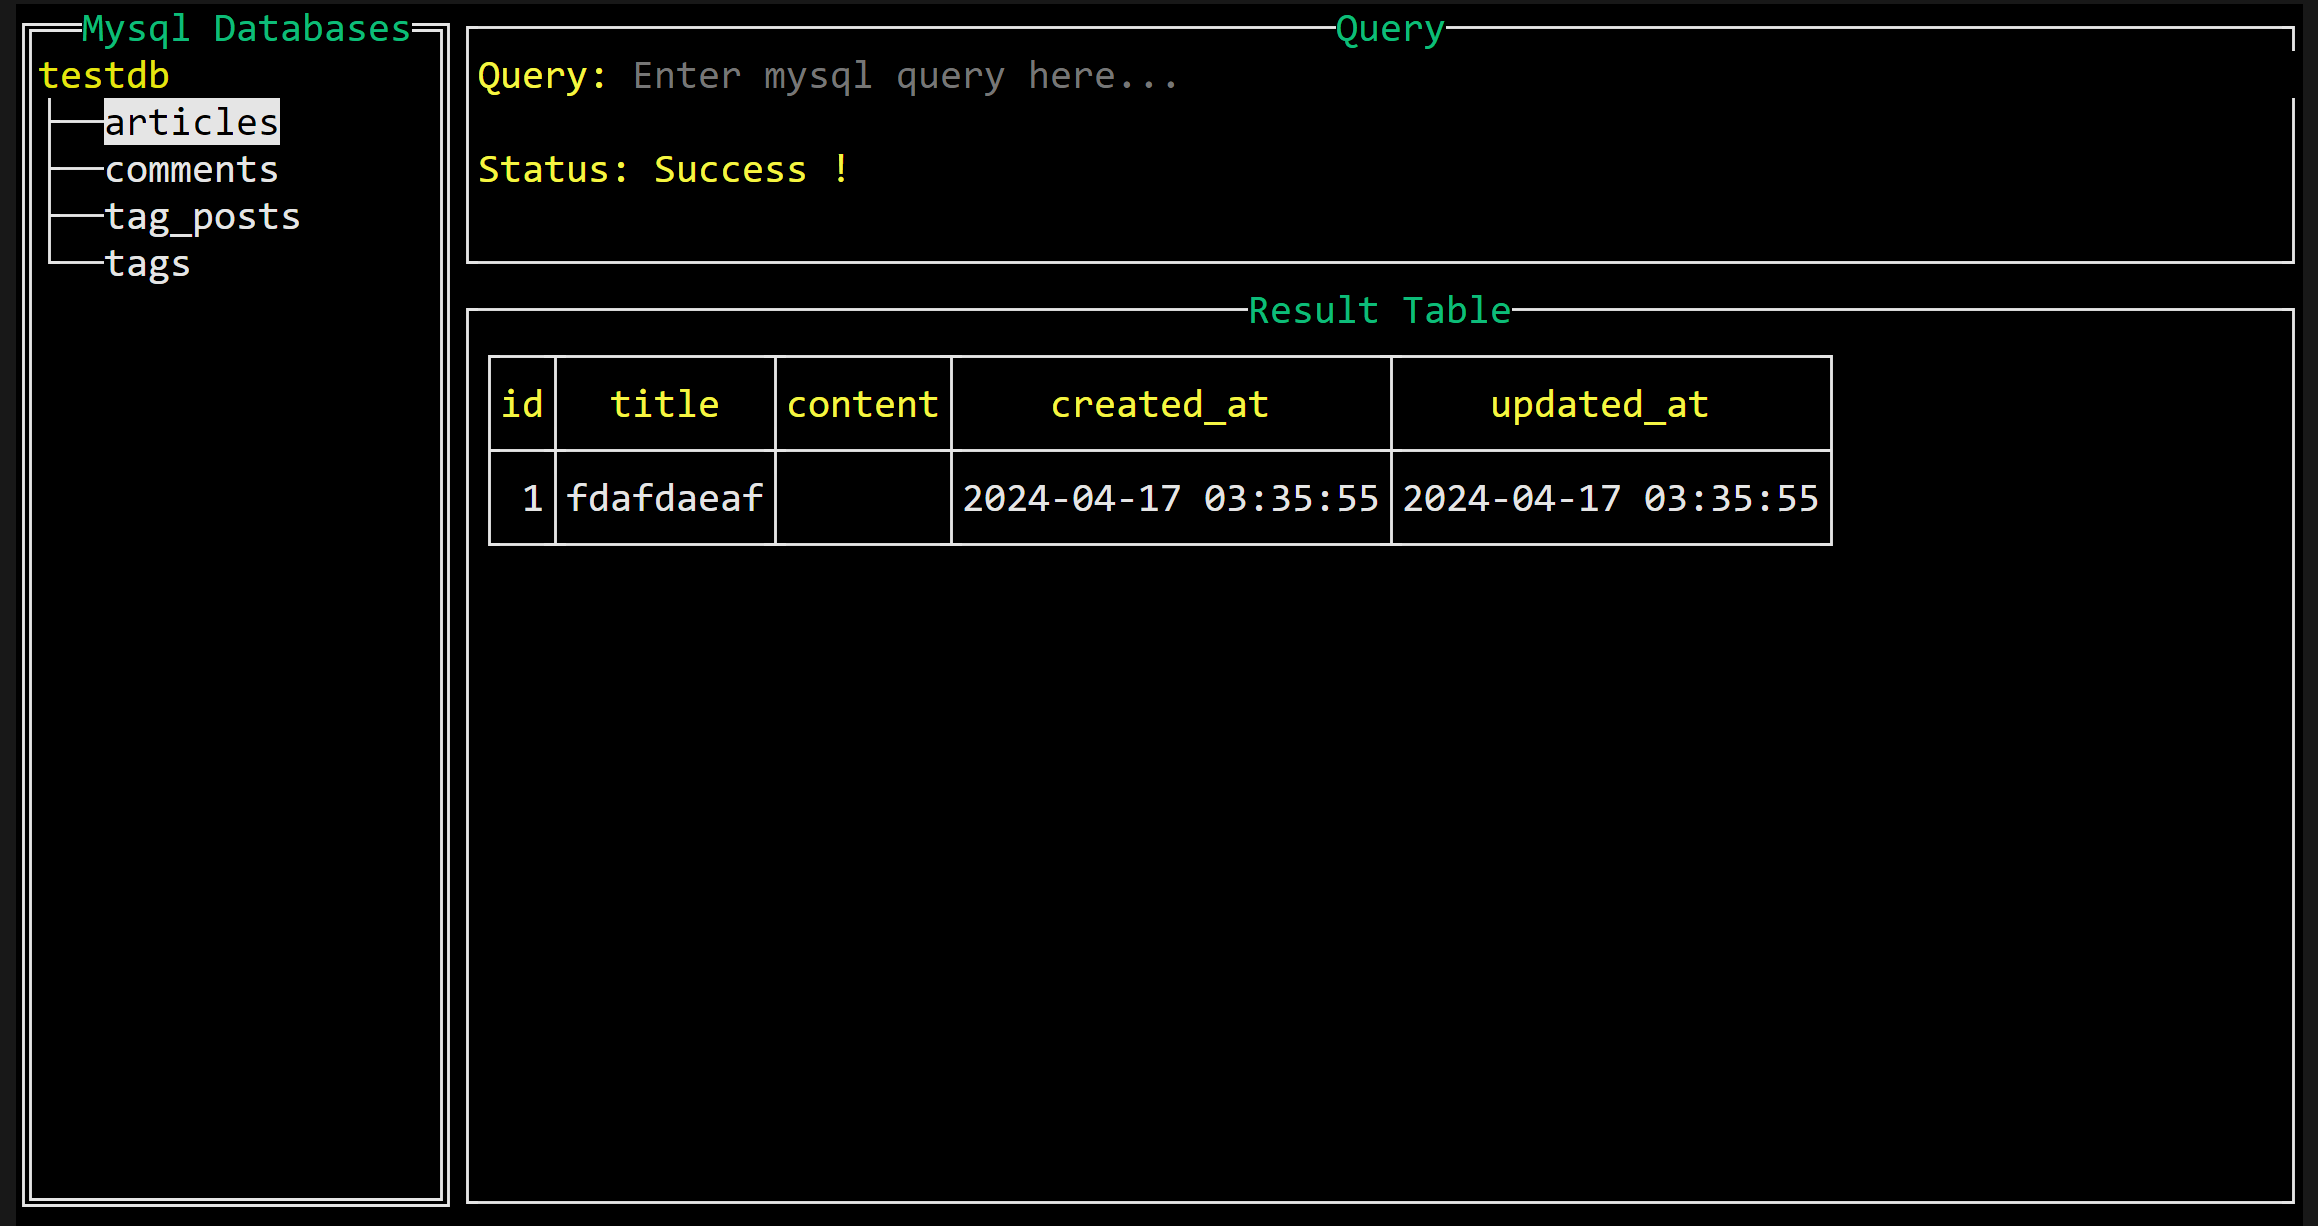 Mysql Databases
testdb
articles
comments
tag_posts
tags
Query
Query: Enter mysql query here...
Status: Success !
Result Table
id title content created_at updated_at
1 fdafdaeaf 2024-04-17 03:35:55 2024-04-17 03:35:55